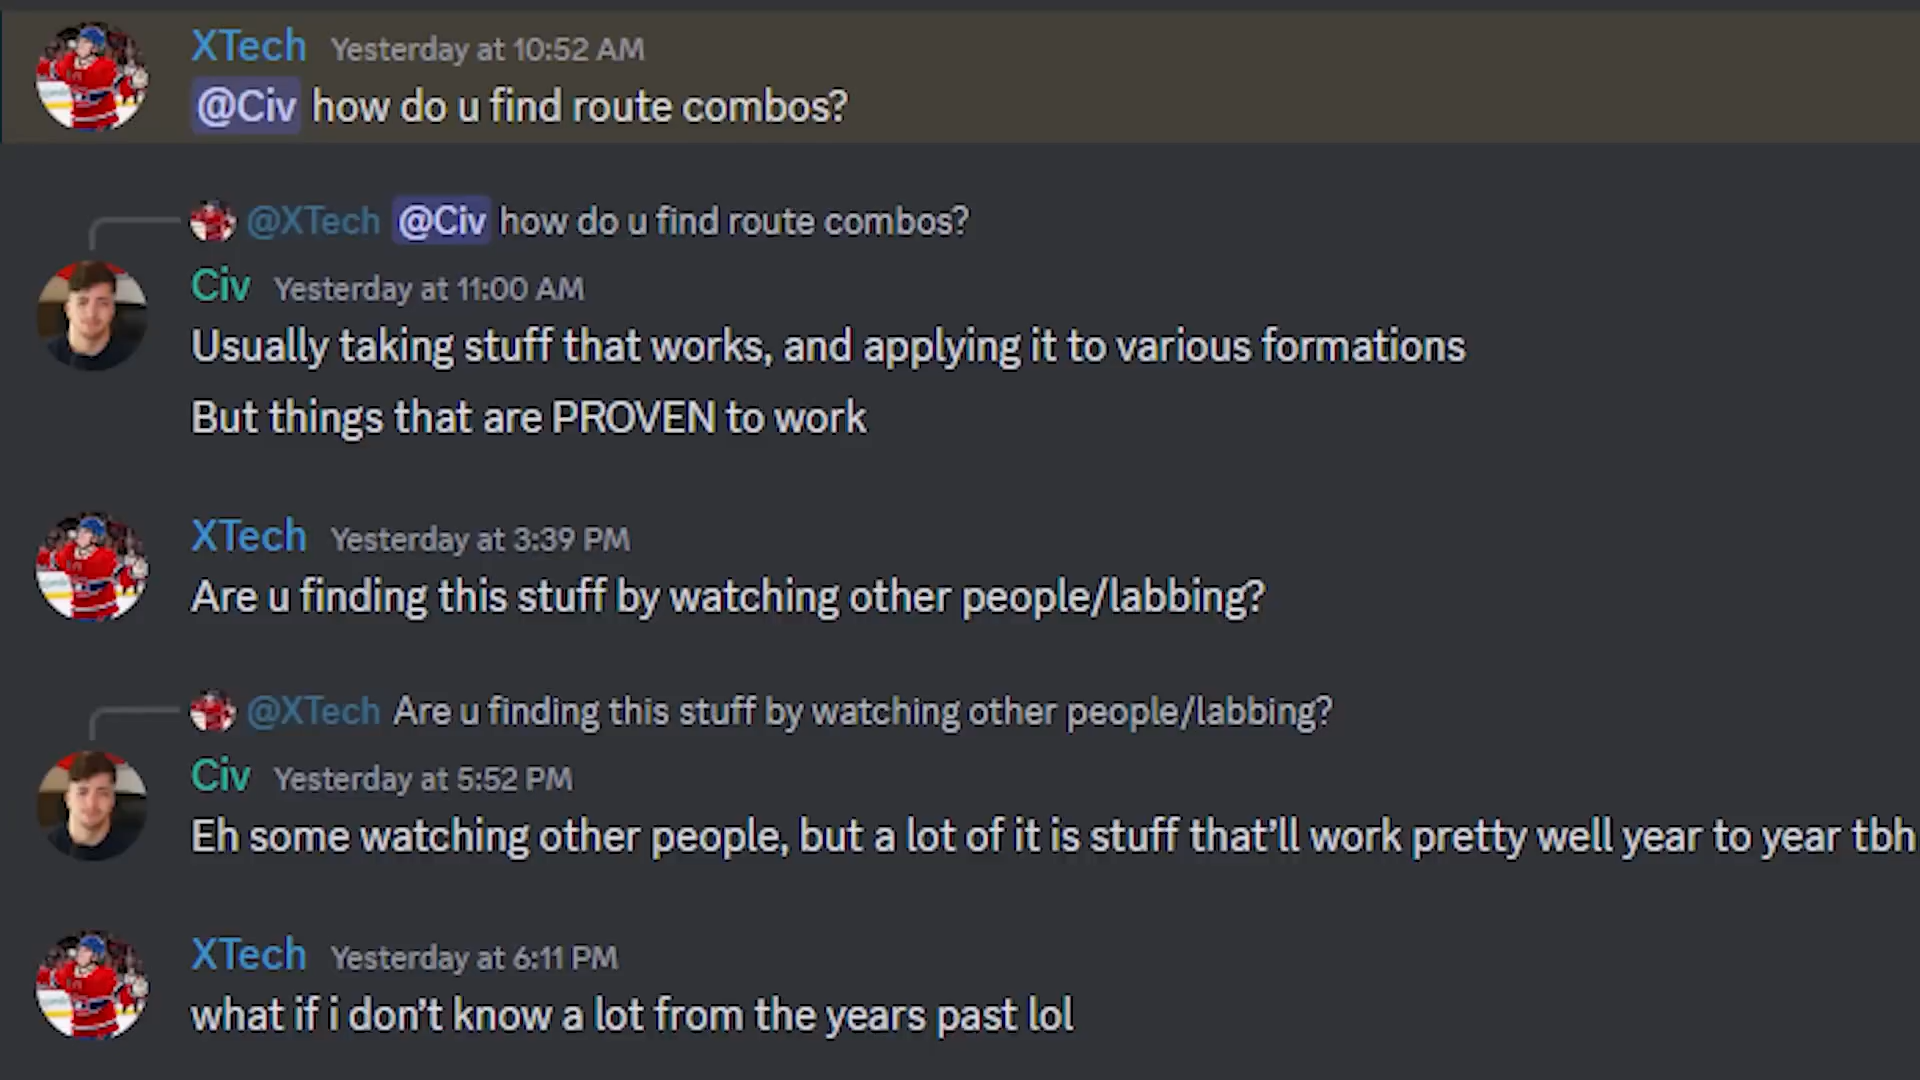 XTech Yesterday at 10:52 AM
@Civ how do u find route combos?
@XTech @Civ how do u find route combos?
Civ Yesterday at 11:00 AM
Usually taking stuff that works, and applying it to various formations
But things that are PROVEN to work
XTech Yesterday at 3:39 PM
Are u finding this stuff by watching other people/labbing?
@XTech Are u finding this stuff by watching other people/labbing?
Civ Yesterday at 5:52 PM
Eh some watching other people, but a lot of it is stuff that’ll work pretty well year to year tbh
XTech Yesterday at 6:11 PM
what if i don’t know a lot from the years past lol